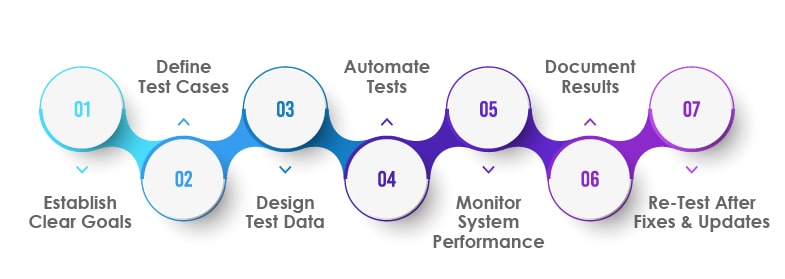 01
Establish
Clear Goals
Define
Test Cases
02
03
Design
Test Data
Automate
Tests
04
05
Monitor
System
Performance
Document
Results
06
07
Re-Test After
Fixes & Updates